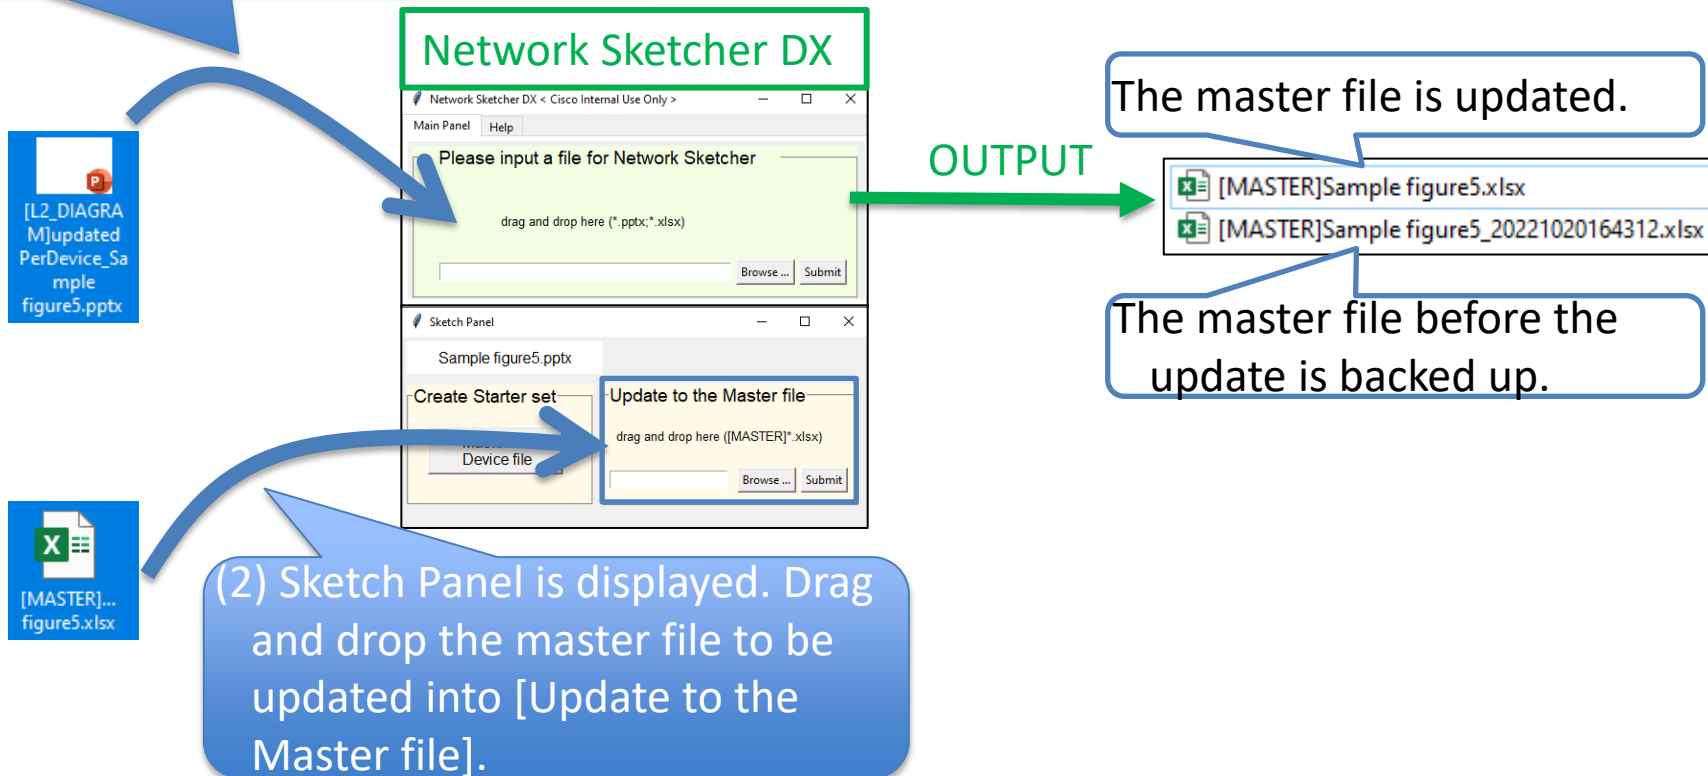 Network Sketcher DX
Network Sketcher DX < Cisco Internal Use Only >
Main Panel Help
Please input a file for Network Sketcher
drag and drop here (*.pptx;*.xlsx)
Browse ... Submit
[L2_DIAGRA
M]updated
PerDevice_Sa
mple
figure5.pptx
OUTPUT
The master file is updated.
[MASTER]Sample figure5.xlsx
[MASTER]Sample figure5_20221020164312.xlsx
The master file before the
update is backed up.
Sketch Panel
Sample figure5.pptx
Create Starter set
Device file
Update to the Master file
drag and drop here ([MASTER]*.xlsx)
Browse ... Submit
[MASTER]...
figure5.xlsx
(2) Sketch Panel is displayed. Drag
and drop the master file to be
updated into [Update to the
Master file].